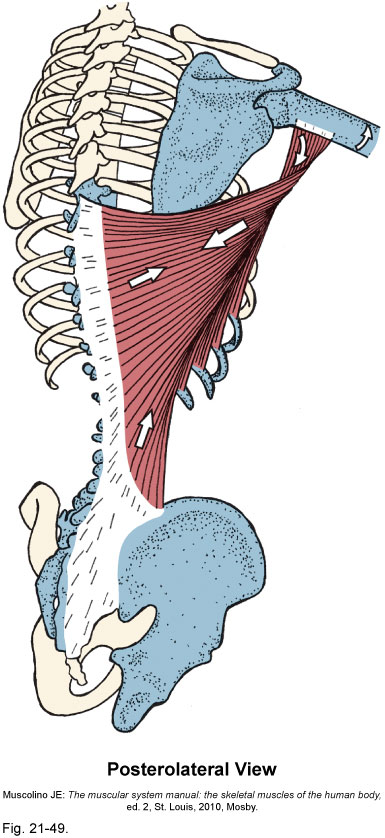 Posterolateral View
Muscolino JE: The muscular system manual: the skeletal muscles of the human body,
ed. 2, St. Louis, 2010, Mosby.
Fig. 21-49.